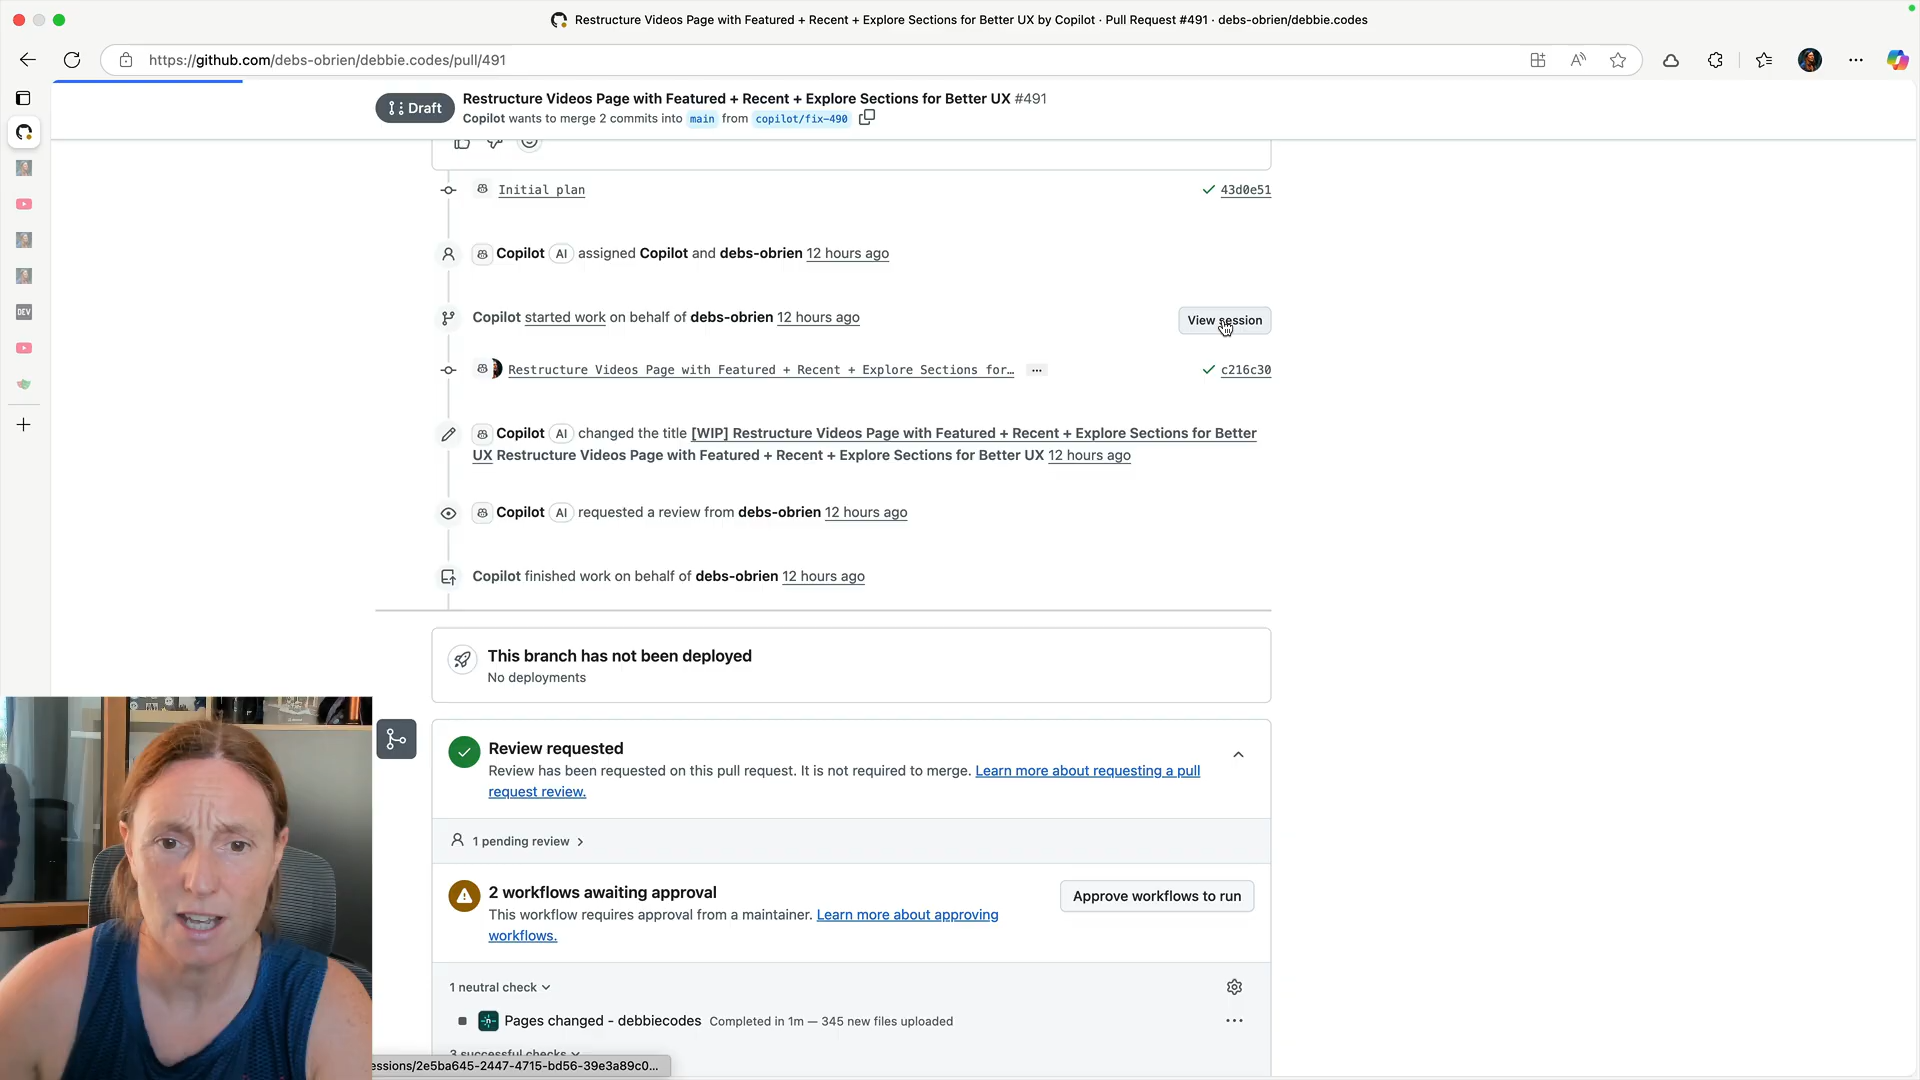 Restructure Videos Page with Featured + Recent + Explore Sections for Better UX by Copilot · Pull Request #491 · debs-obrien/debbie.codes
https://github.com/debs-obrien/debbie.codes/pull/491
Draft
Restructure Videos Page with Featured + Recent + Explore Sections for Better UX #491
Copilot wants to merge 2 commits into main from copilot/fix-490
Initial plan
43d0e51
Copilot AI assigned Copilot and debs-obrien 12 hours ago
Copilot started work on behalf of debs-obrien 12 hours ago
View session
Restructure Videos Page with Featured + Recent + Explore Sections for…
c216c30
Copilot AI changed the title [WIP] Restructure Videos Page with Featured + Recent + Explore Sections for Better
UX Restructure Videos Page with Featured + Recent + Explore Sections for Better UX 12 hours ago
DEV
Copilot AI requested a review from debs-obrien 12 hours ago
Copilot finished work on behalf of debs-obrien 12 hours ago
This branch has not been deployed
No deployments
Review requested
Review has been requested on this pull request. It is not required to merge. Learn more about requesting a pull
request review.
1 pending review
2 workflows awaiting approval
This workflow requires approval from a maintainer. Learn more about approving
workflows.
Approve workflows to run
1 neutral check
Pages changed - debbiecodes Completed in 1m — 345 new files uploaded
3 successful checks
essions/2e5ba645-2447-4715-bd56-39e3a89c0...